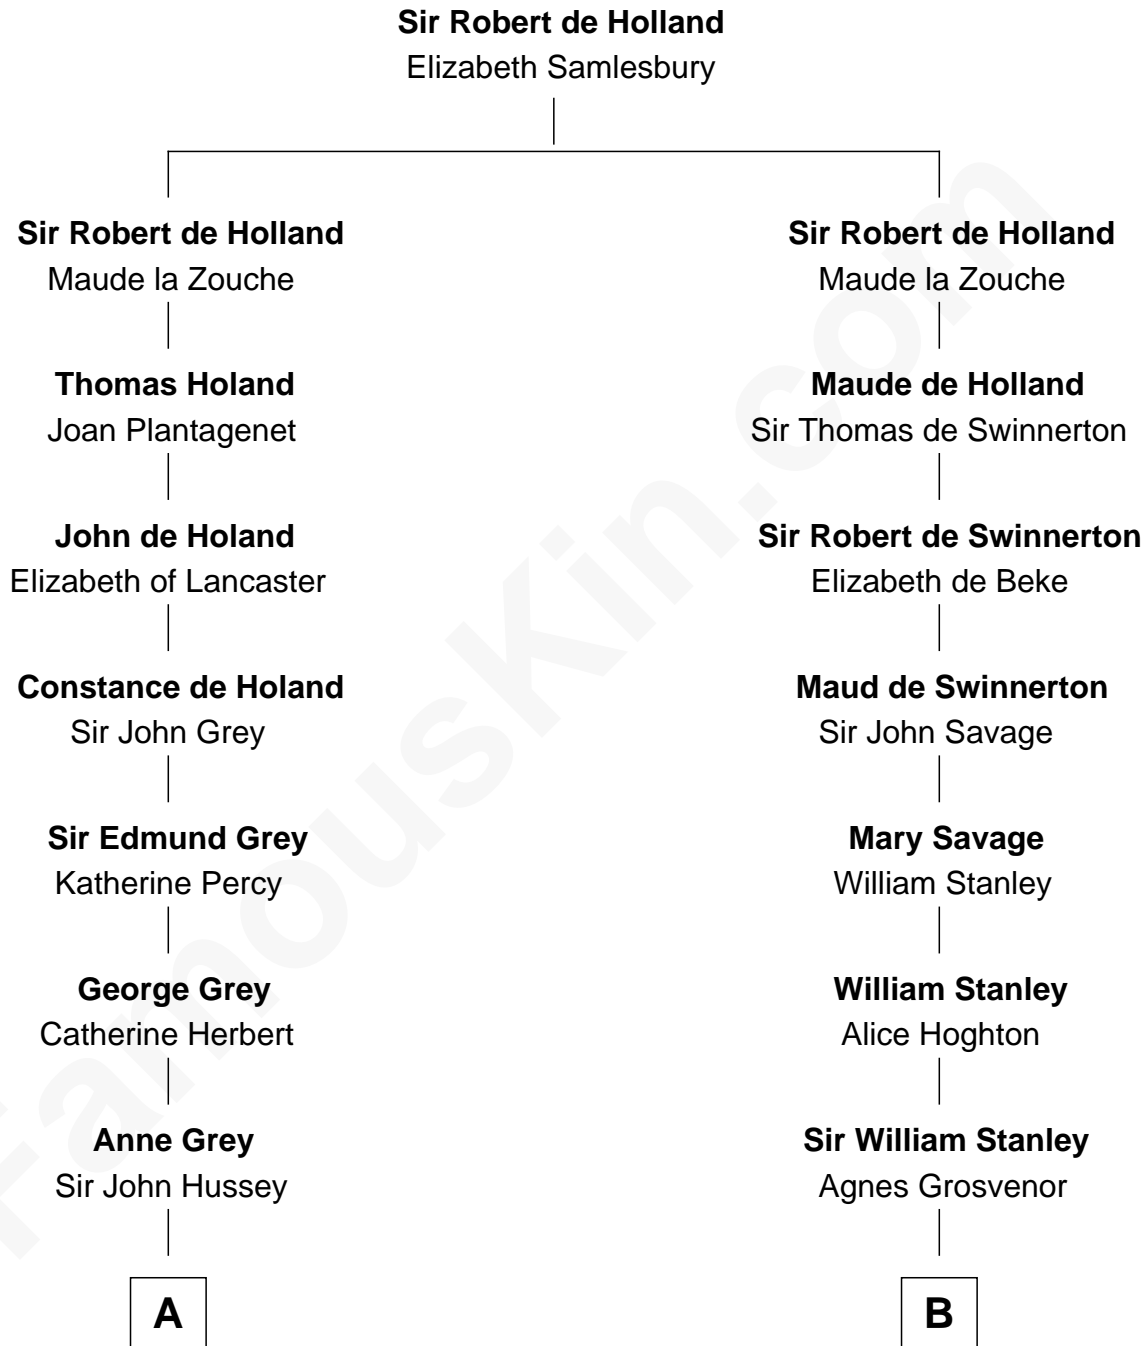 Sir Robert de Holland
Elizabeth Samlesbury
Sir Robert de Holland
Maude la Zouche
Thomas Holand
Joan Plantagenet
John de Holand
Elizabeth of Lancaster
Constance de Holand
Sir John Grey
Sir Edmund Grey
Katherine Percy
George Grey
Catherine Herbert
Anne Grey
Sir John Hussey
A
Sir Robert de Holland
Maude la Zouche
Maude de Holland
Sir Thomas de Swinnerton
Sir Robert de Swinnerton
Elizabeth de Beke
Maud de Swinnerton
Sir John Savage
Mary Savage
William Stanley
William Stanley
Alice Hoghton
Sir William Stanley
Agnes Grosvenor
B
FamousKin.com